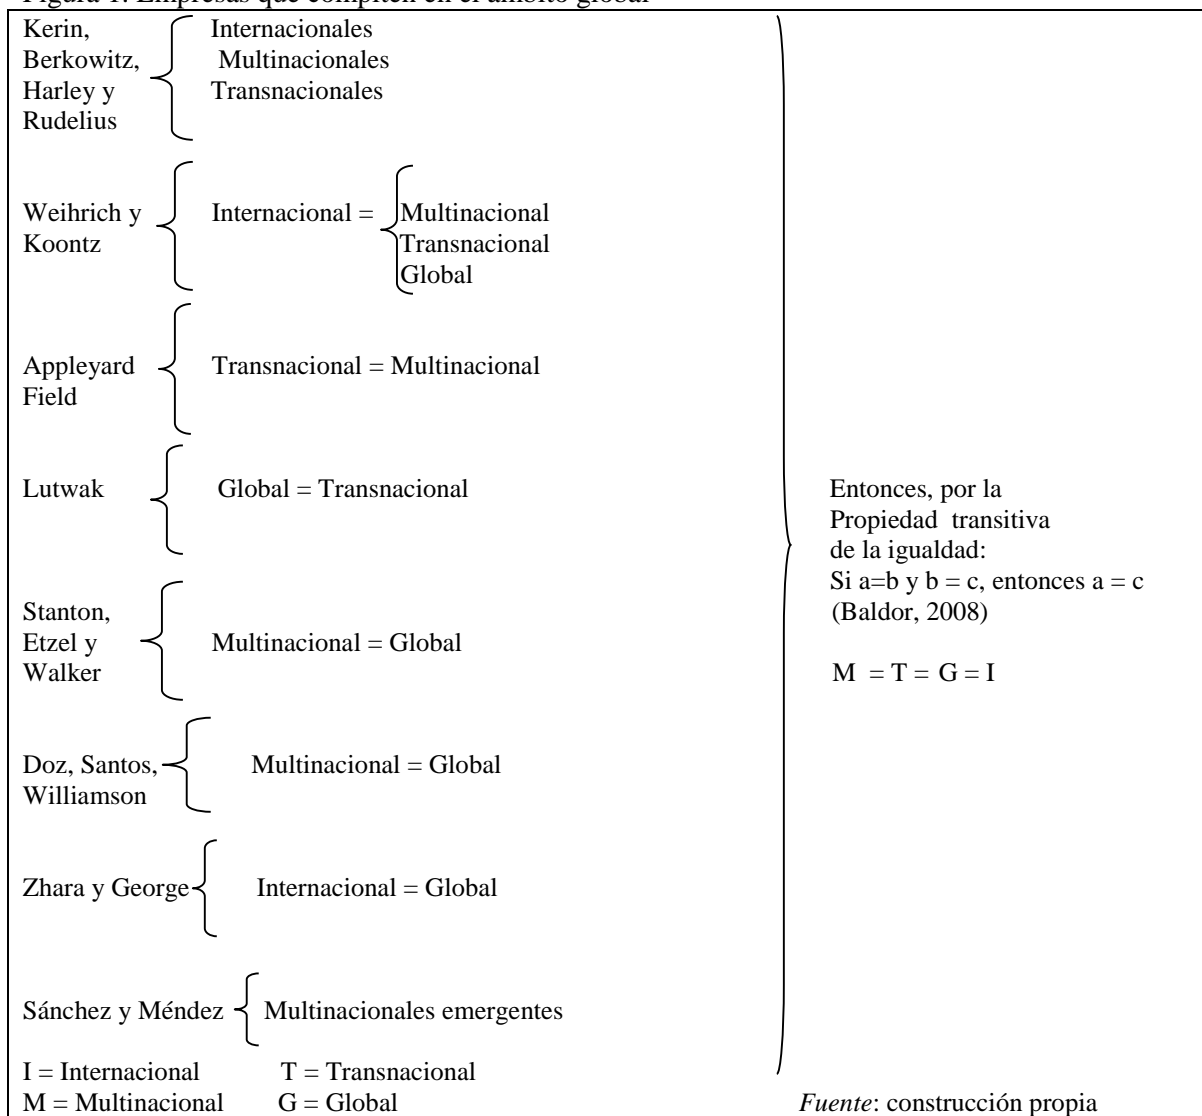 Figura 1. Empresas que compiten en el ámbito global
Kerin,
Berkowitz,
Harley y
Rudelius
Internacionales
Multinacionales
Transnacionales
Weihrich y
Koontz
Internacional =
Multinacional
Transnacional
Global
Appleyard
Field
Transnacional = Multinacional
Lutwak
Global = Transnacional
Stanton,
Etzel y
Walker
Multinacional = Global
Doz, Santos,
Williamson
Multinacional = Global
Zhara y George
Internacional = Global
Sánchez y Méndez
Multinacionales emergentes
Entonces, por la
Propiedad transitiva
de la igualdad:
Si a=b y b = c, entonces a = c
(Baldor, 2008)
M = T = G = I
I = Internacional T = Transnacional
M = Multinacional G = Global
Fuente: construcción propia